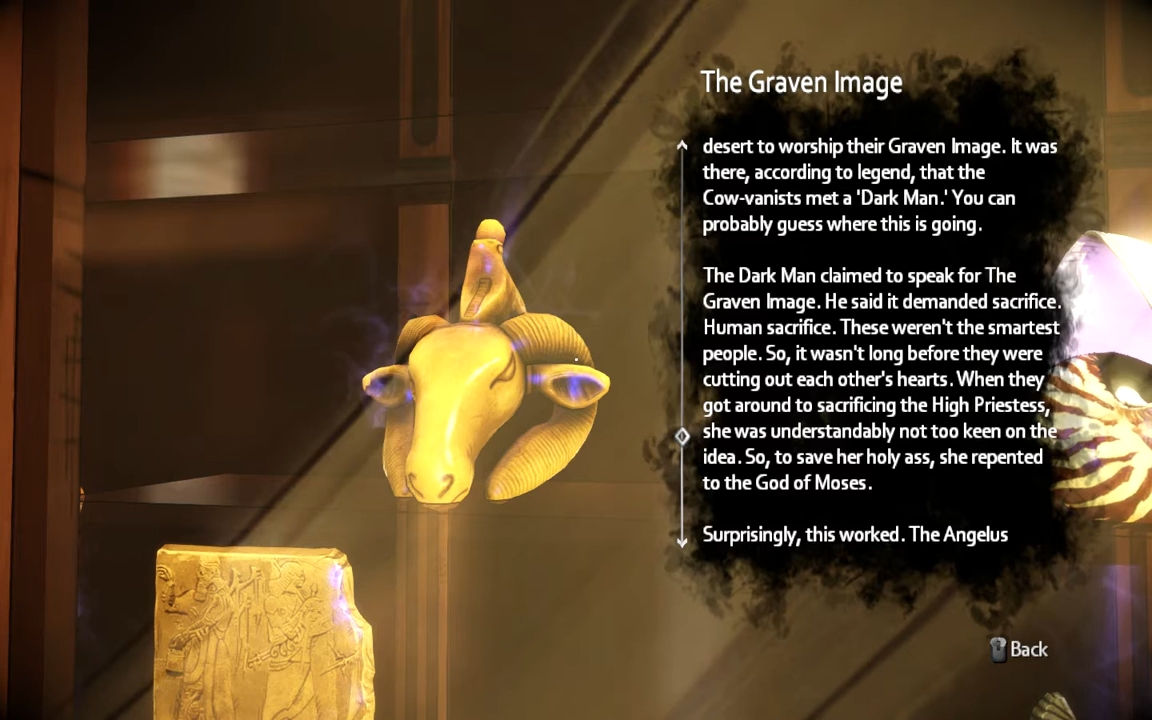 The Graven Image
desert to worship their Graven Image. It was
there, according to legend, that the
Cow-vanists met a 'Dark Man.' You can
probably guess where this is going.
The Dark Man claimed to speak for The
Graven Image. He said it demanded sacrifice.
Human sacrifice. These weren't the smartest
people. So, it wasn't long before they were
cutting out each other's hearts. When they
got around to sacrificing the High Priestess,
she was understandably not too keen on the
idea. So, to save her holy ass, she repented
to the God of Moses.
Surprisingly, this worked. The Angelus
Back